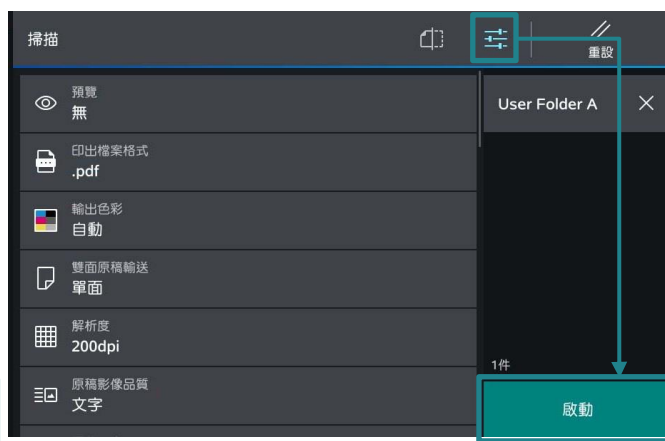 掃描
重設
預覽
無
印出檔案格式
.pdf
輸出色彩
自動
雙面原稿輸送
單面
解析度
200dpi
原稿影像品質
文字
User Folder A
1件
啟動